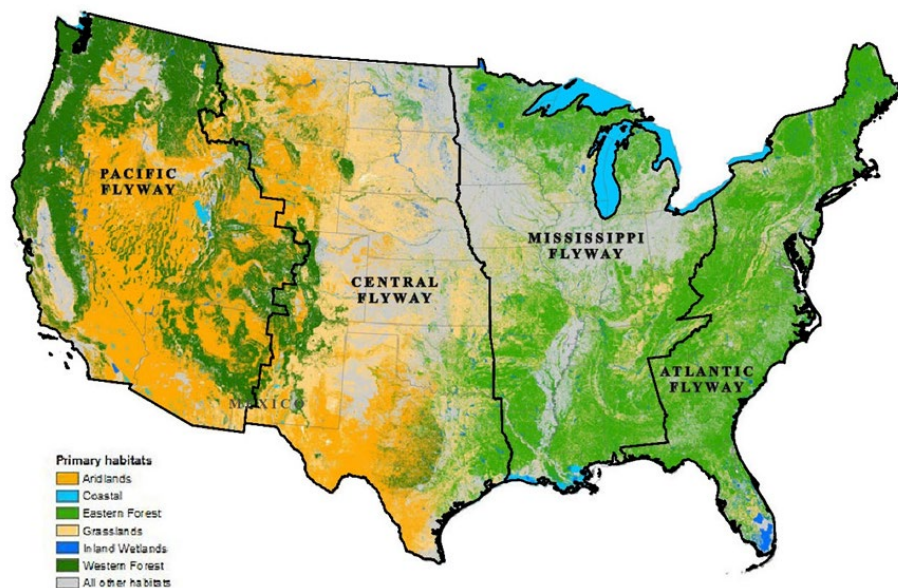 PACIFIC
FLYWAY
CENTRAL
FLYWAY
MISSISSIPPI
FLYWAY
ATLANTIC
FLYWAY
MEXICO
Primary habitats
Aridlands
Coastal
Eastern Forest
Grasslands
Inland Wetlands
Western Forest
All other habitats